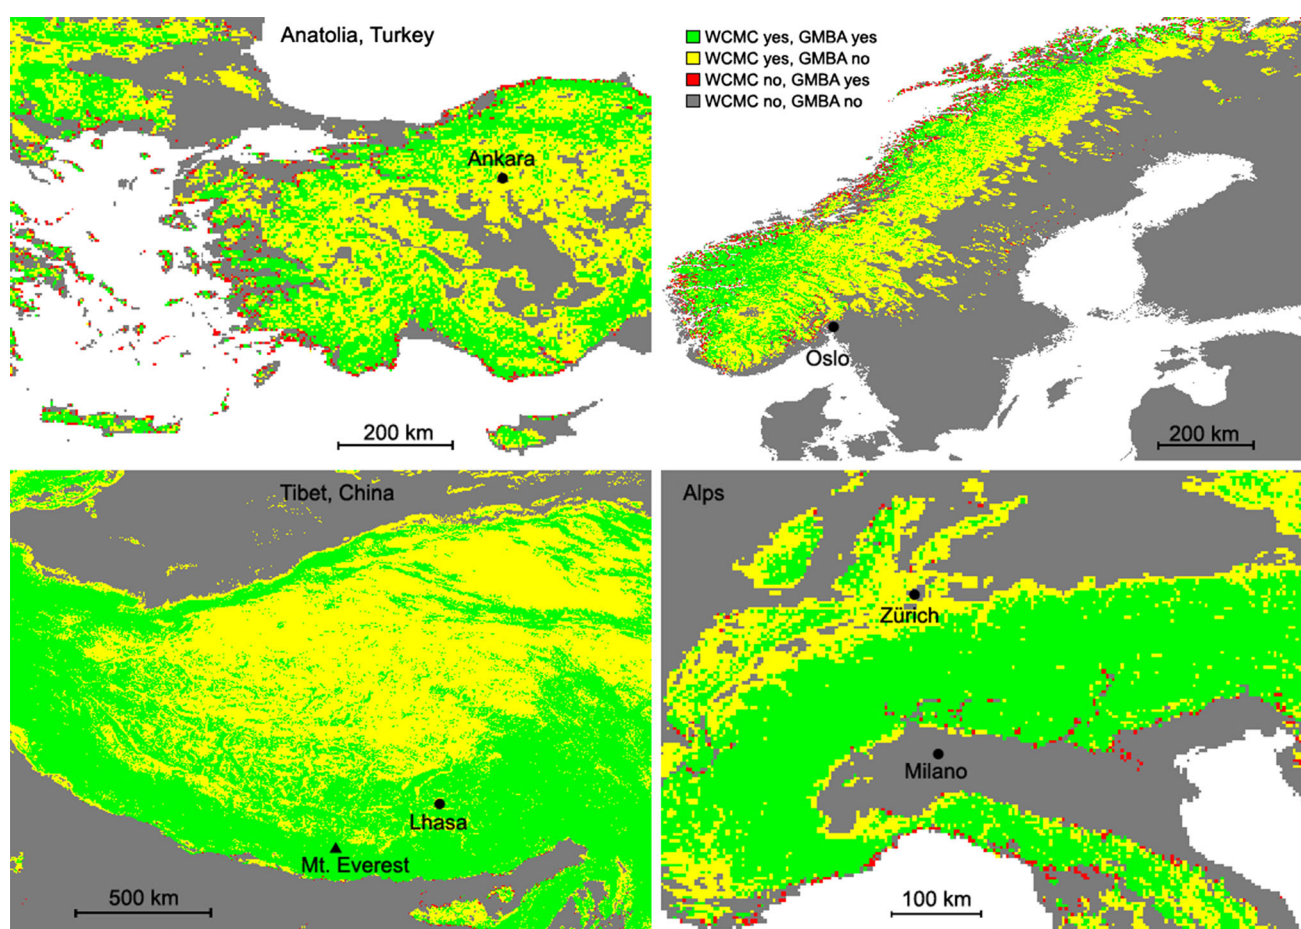 Anatolia, Turkey
Ankara
200 km
WCMC yes, GMBA yes
WCMC yes, GMBA no
WCMC no, GMBA yes
WCMC no, GMBA no
Oslo
200 km
Tibet, China
Lhasa
Mt. Everest
500 km
Alps
Zürich
Milano
100 km